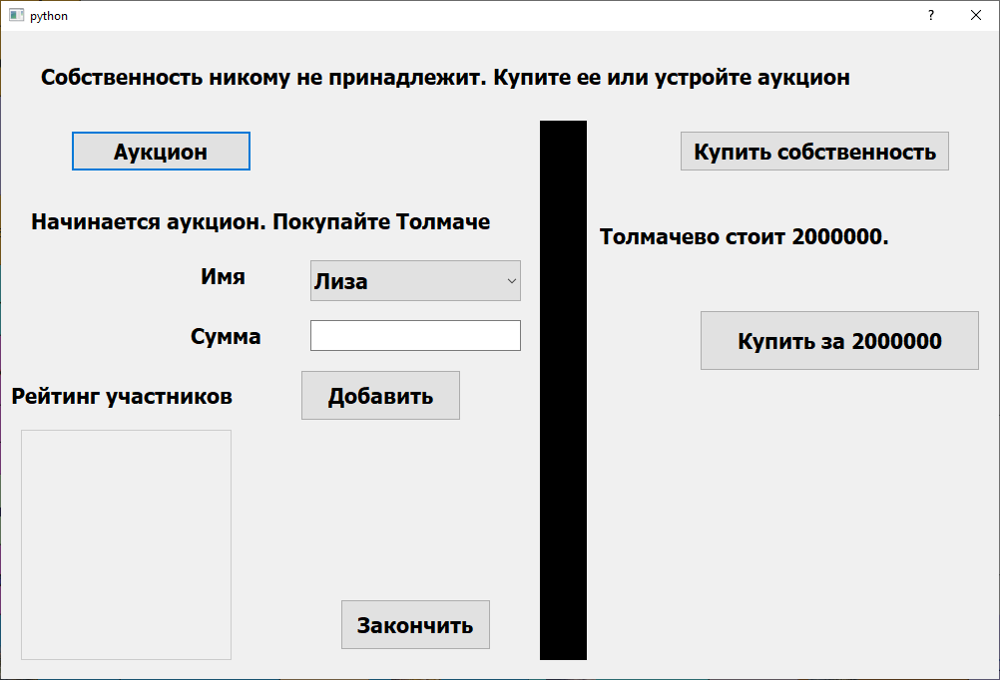 python
Собственность никому не принадлежит. Купите ее или устройте аукцион
Аукцион
Купить собственность
Начинается аукцион. Покупайте Толмаче
Толмачево стоит 2000000.
Имя
Лиза
Сумма
Купить за 2000000
Рейтинг участников
Добавить
Закончить